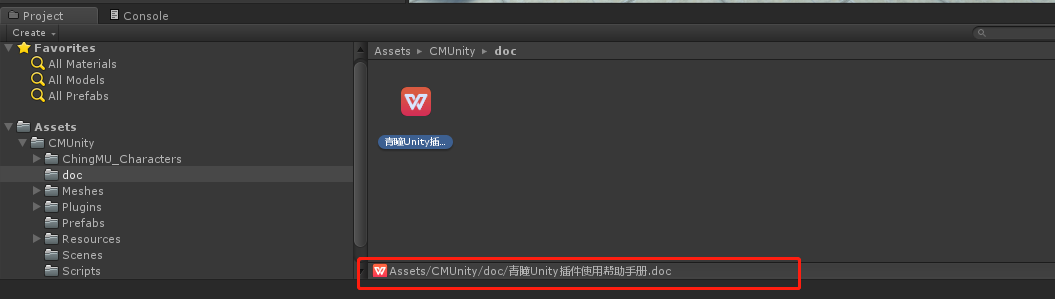 Project
Console
Create
Favorites
All Materials
All Models
All Prefabs
Assets
CMUnity
ChingMU_Characters
doc
Meshes
Plugins
Prefabs
Resources
Scenes
Scripts
Assets ▸ CMUnity ▸ doc
青瞳Unity插...
Assets/CMUnity/doc/青瞳Unity插件使用帮助手册.doc